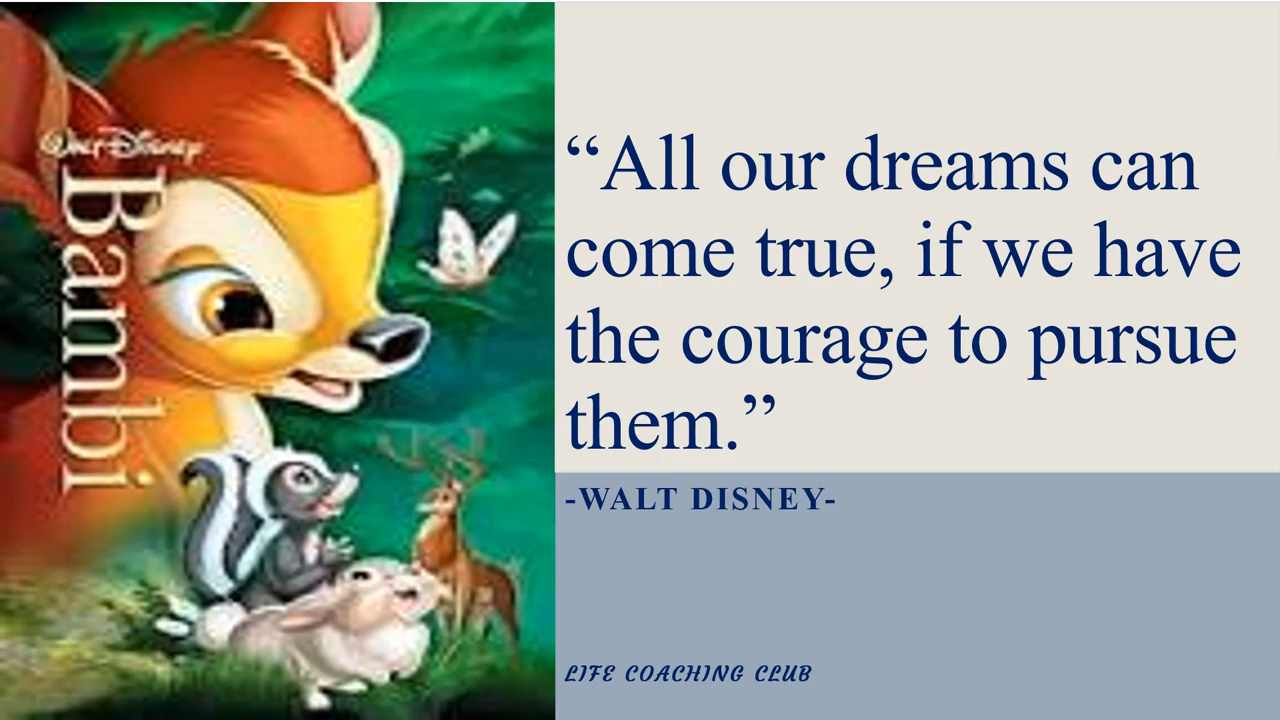 Walt Disney
Bambi
“All our dreams can
come true, if we have
the courage to pursue
them.”
-WALT DISNEY-
LIFE COACHING CLUB